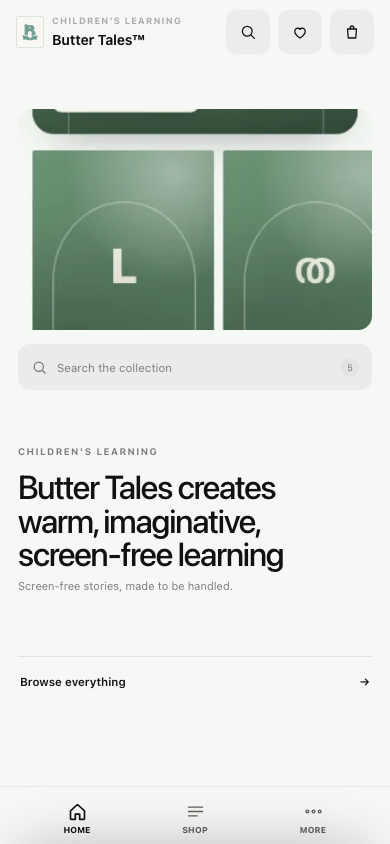 CHILDREN'S LEARNING
Butter Tales™
L
Search the collection
5
CHILDREN'S LEARNING
Butter Tales creates
warm, imaginative,
screen-free learning
Screen-free stories, made to be handled.
Browse everything
HOME
SHOP
MORE